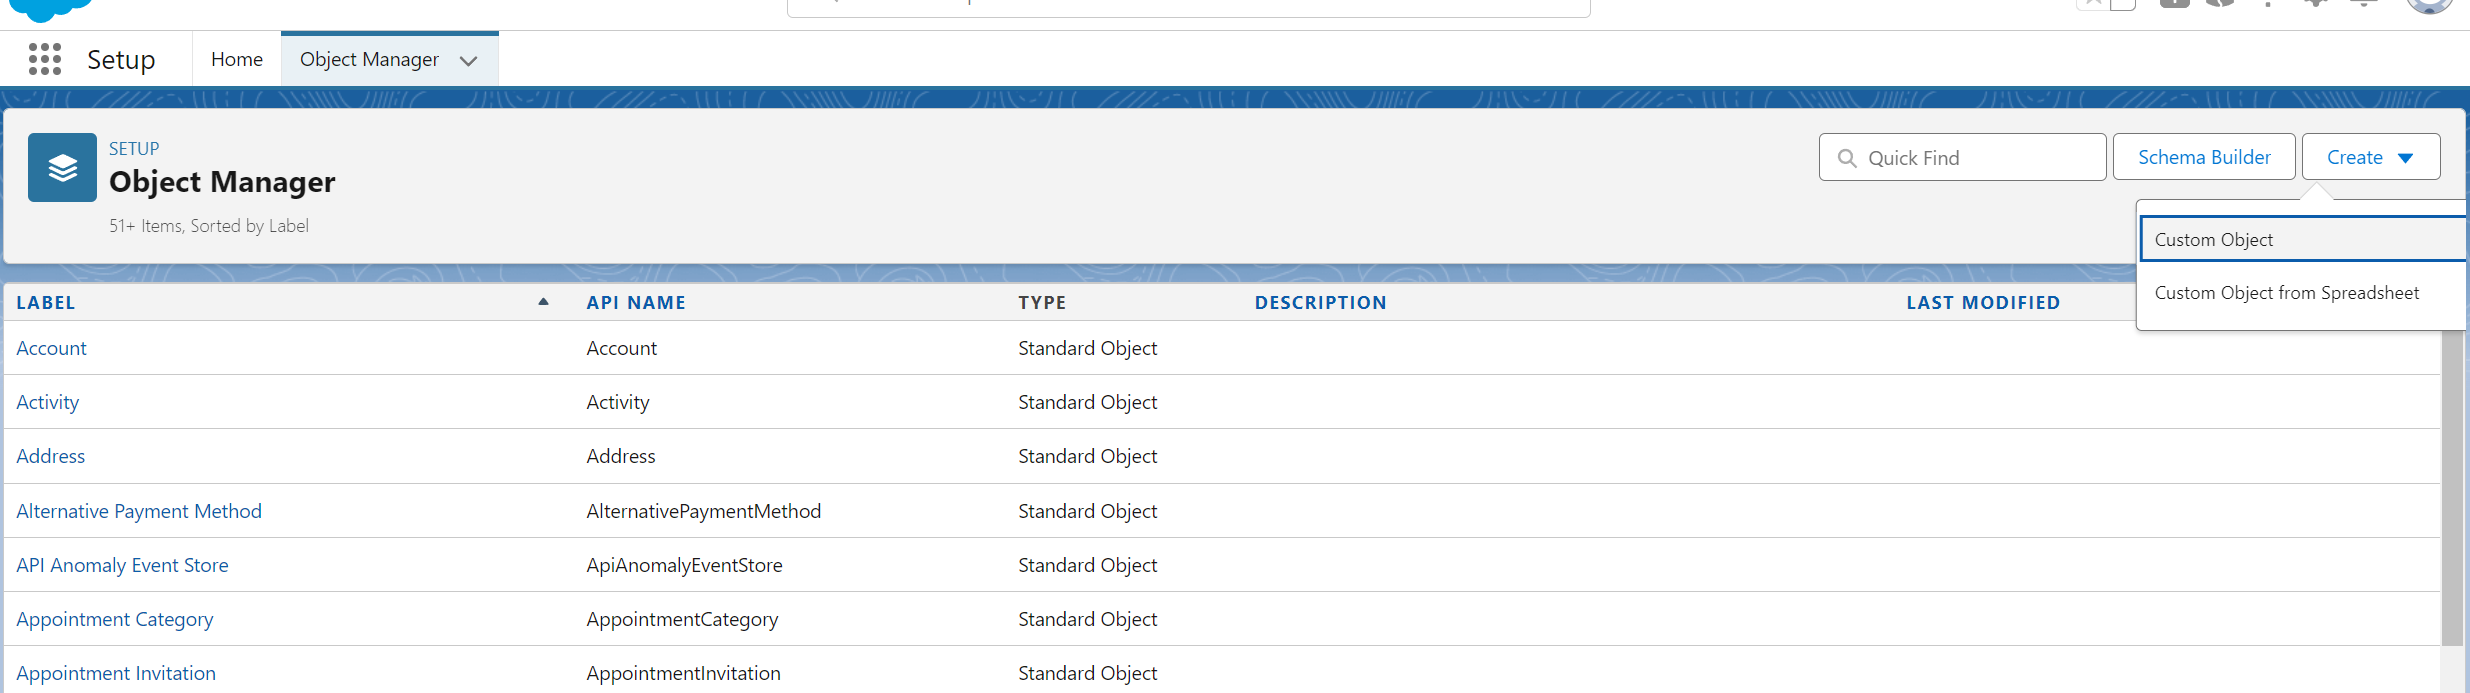 Setup Home Object Manager
SETUP
Object Manager
51+ Items, Sorted by Label
Quick Find
Schema Builder
Create
Custom Object
Custom Object from Spreadsheet
LABEL API NAME TYPE DESCRIPTION LAST MODIFIED
Account Account Standard Object
Activity Activity Standard Object
Address Address Standard Object
Alternative Payment Method AlternativePaymentMethod Standard Object
API Anomaly Event Store ApiAnomalyEventStore Standard Object
Appointment Category AppointmentCategory Standard Object
Appointment Invitation AppointmentInvitation Standard Object